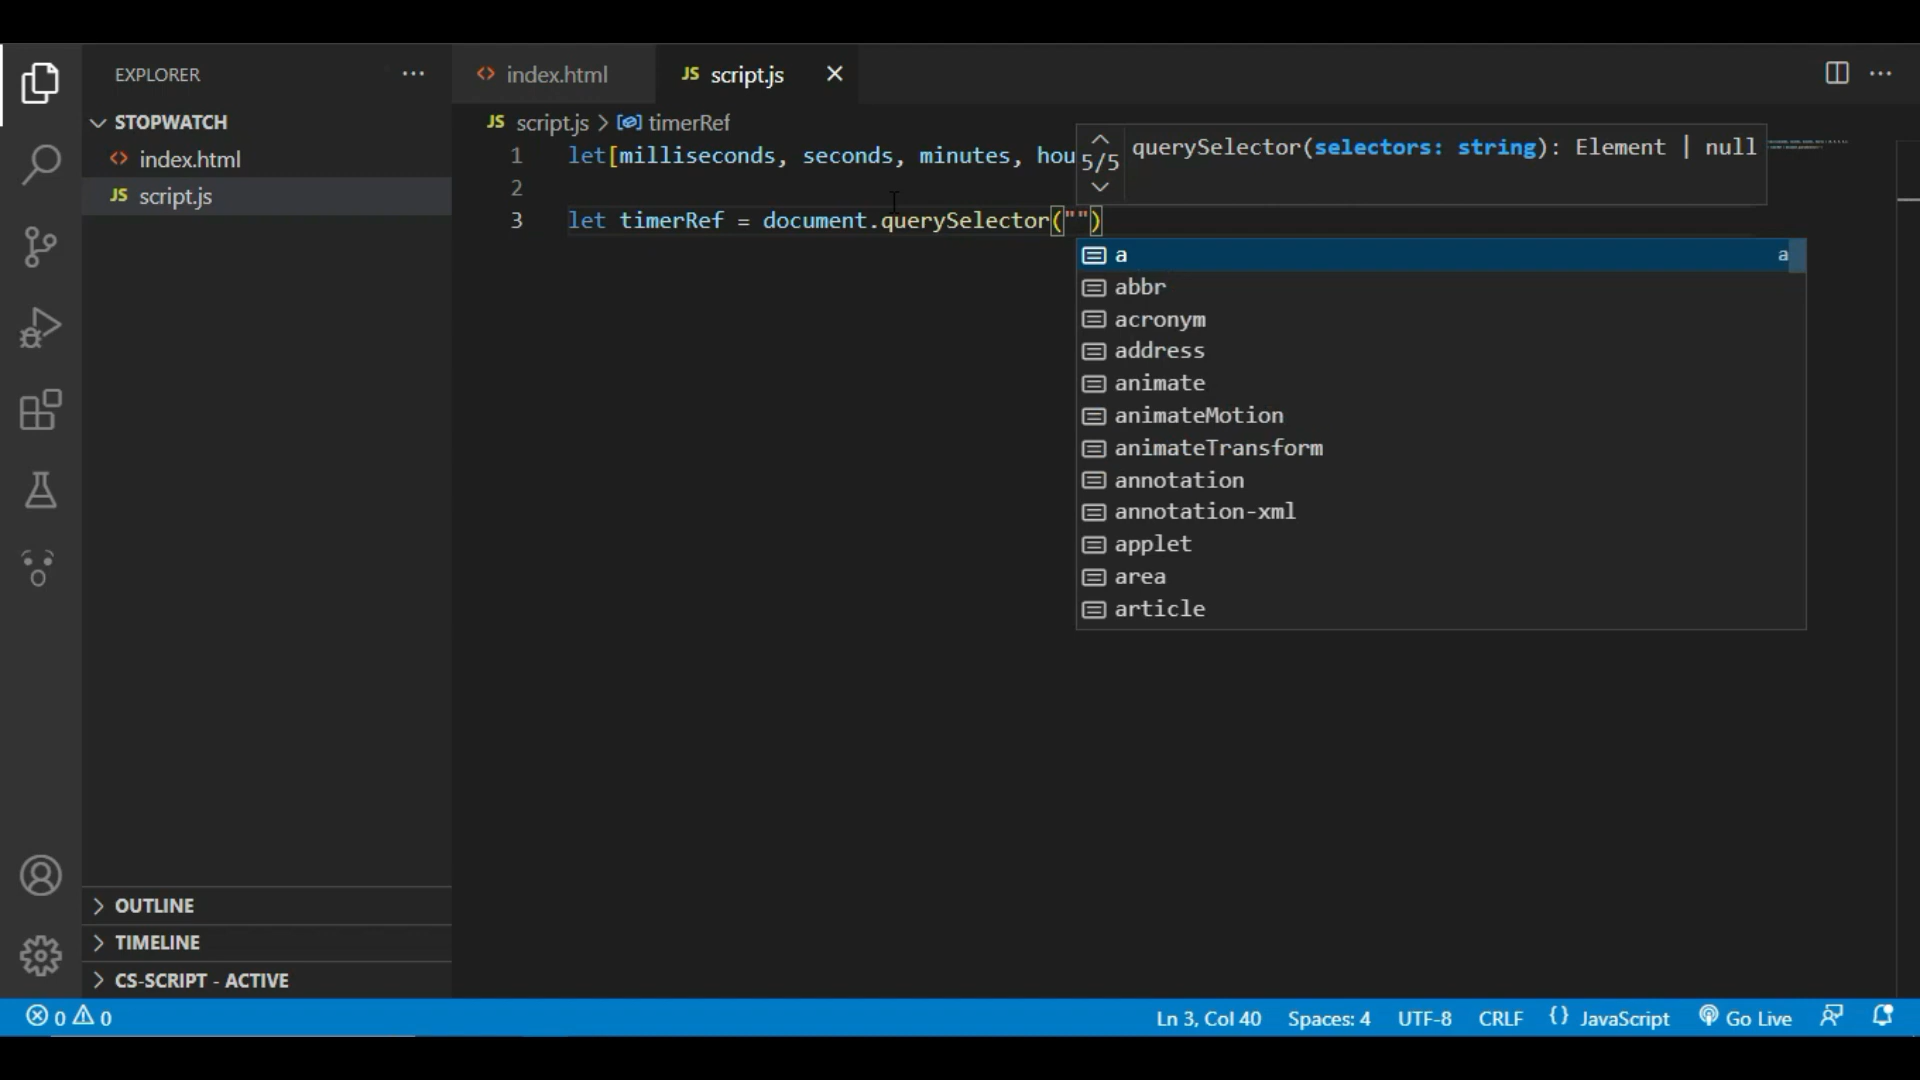 EXPLORER ···
STOPWATCH
index.html
JS script.js
OUTLINE
TIMELINE
CS-SCRIPT - ACTIVE
index.html JS script.js
JS script.js > timerRef
1 let[milliseconds, seconds, minutes, hou
2
3 let timerRef = document.querySelector("")
5/5 querySelector(selectors: string): Element | null
a a
abbr
acronym
address
animate
animateMotion
animateTransform
annotation
annotation-xml
applet
area
article
0 0 Ln 3, Col 40 Spaces: 4 UTF-8 CRLF {} JavaScript Go Live